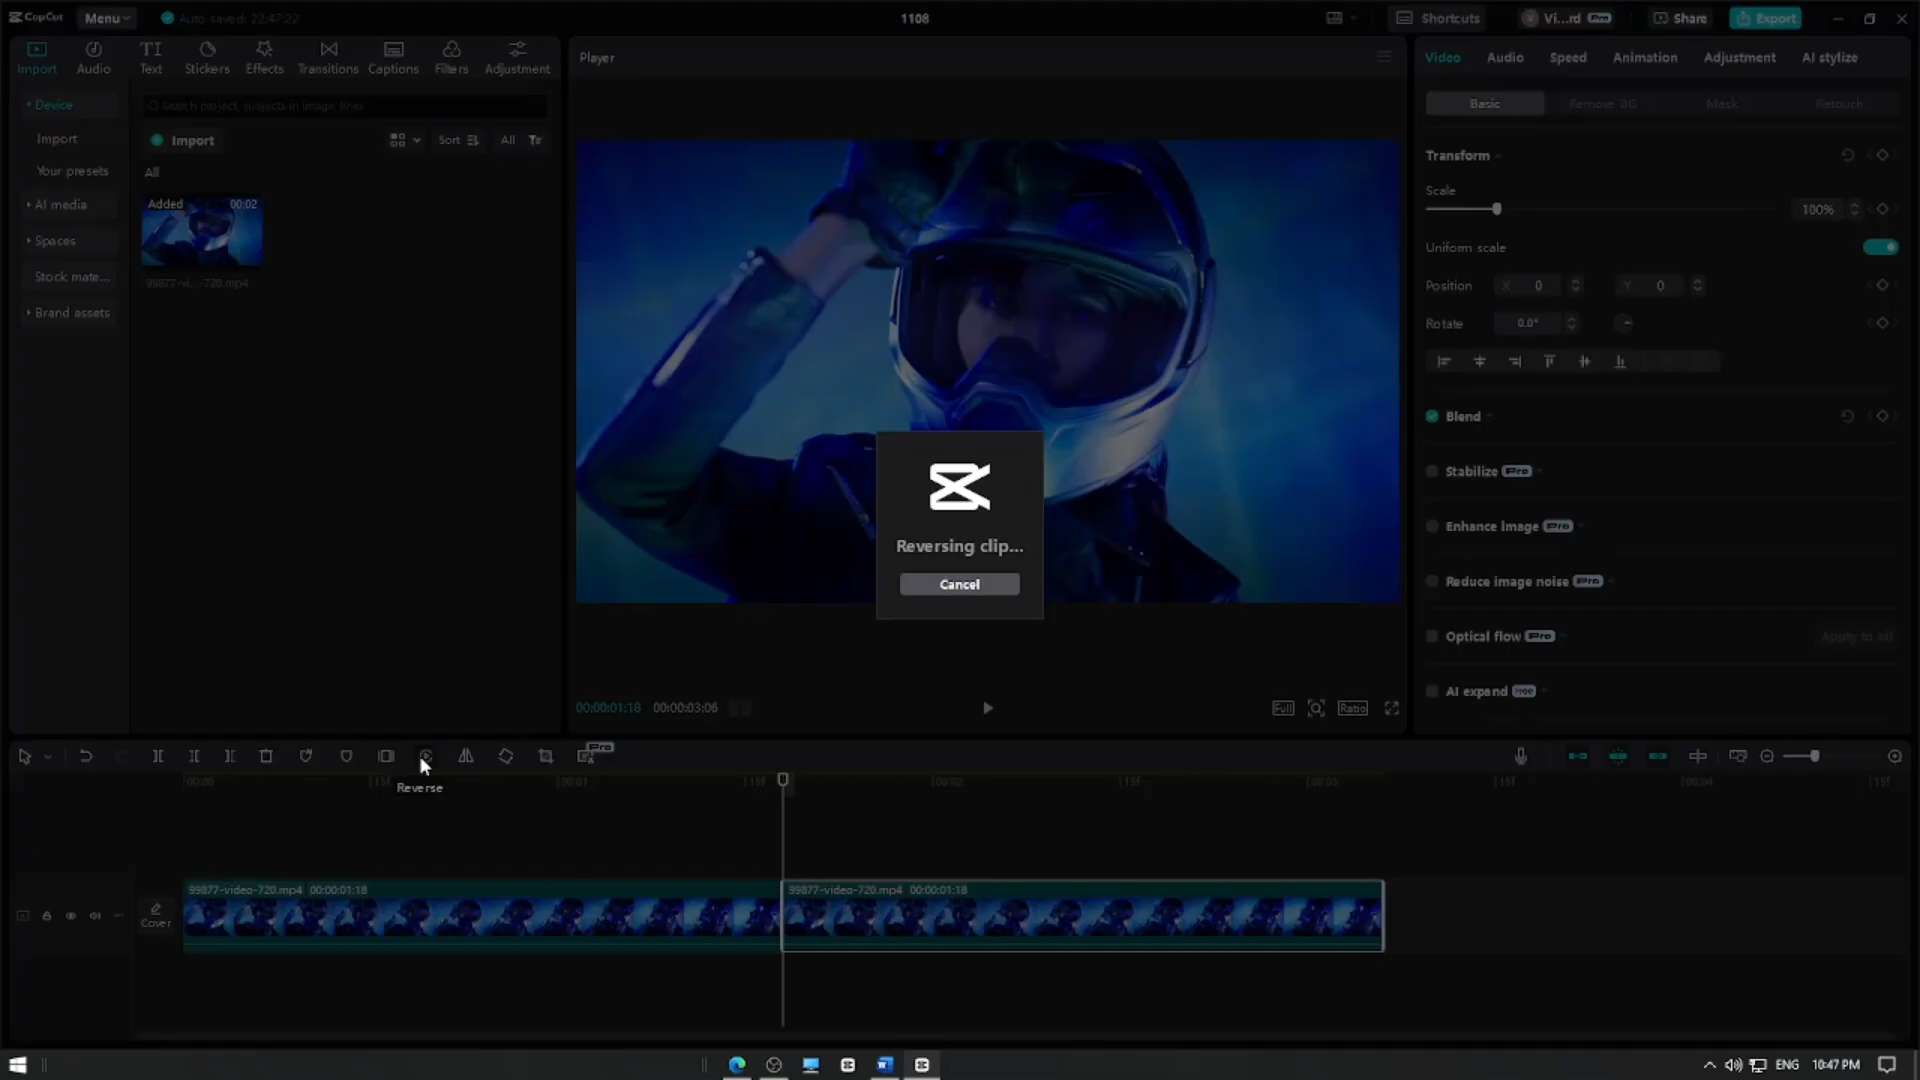 CapCut
Menu
Auto saved: 22:47:22
1108
Shortcuts
Vi...rd
Pro
Share
Export
Import
Audio
Text
Stickers
Effects
Transitions
Captions
Filters
Adjustment
Player
Video
Audio
Speed
Animation
Adjustment
AI stylize
Device
Import
Your presets
AI media
Spaces
Stock mate...
Brand assets
Search project, subjects in image, lines
Import
Sort
All
All
Added
00:02
99877-vi...-720.mp4
Basic
Remove BG
Mask
Retouch
Transform
Scale
100%
Uniform scale
Position
X 0
Y 0
Rotate
0.0°
Blend
Stabilize Pro
Enhance image Pro
Reduce image noise Pro
Optical flow Pro
Apply to all
AI expand Free
Reversing clip...
Cancel
00:00:01:18 00:00:03:06
Full
Ratio
Pro
Reverse
00:00
15f
00:01
15f
00:02
15f
00:03
15f
00:04
15f
Cover
99877-video-720.mp4 00:00:01:18
99877-video-720.mp4 00:00:01:18
ENG
10:47 PM